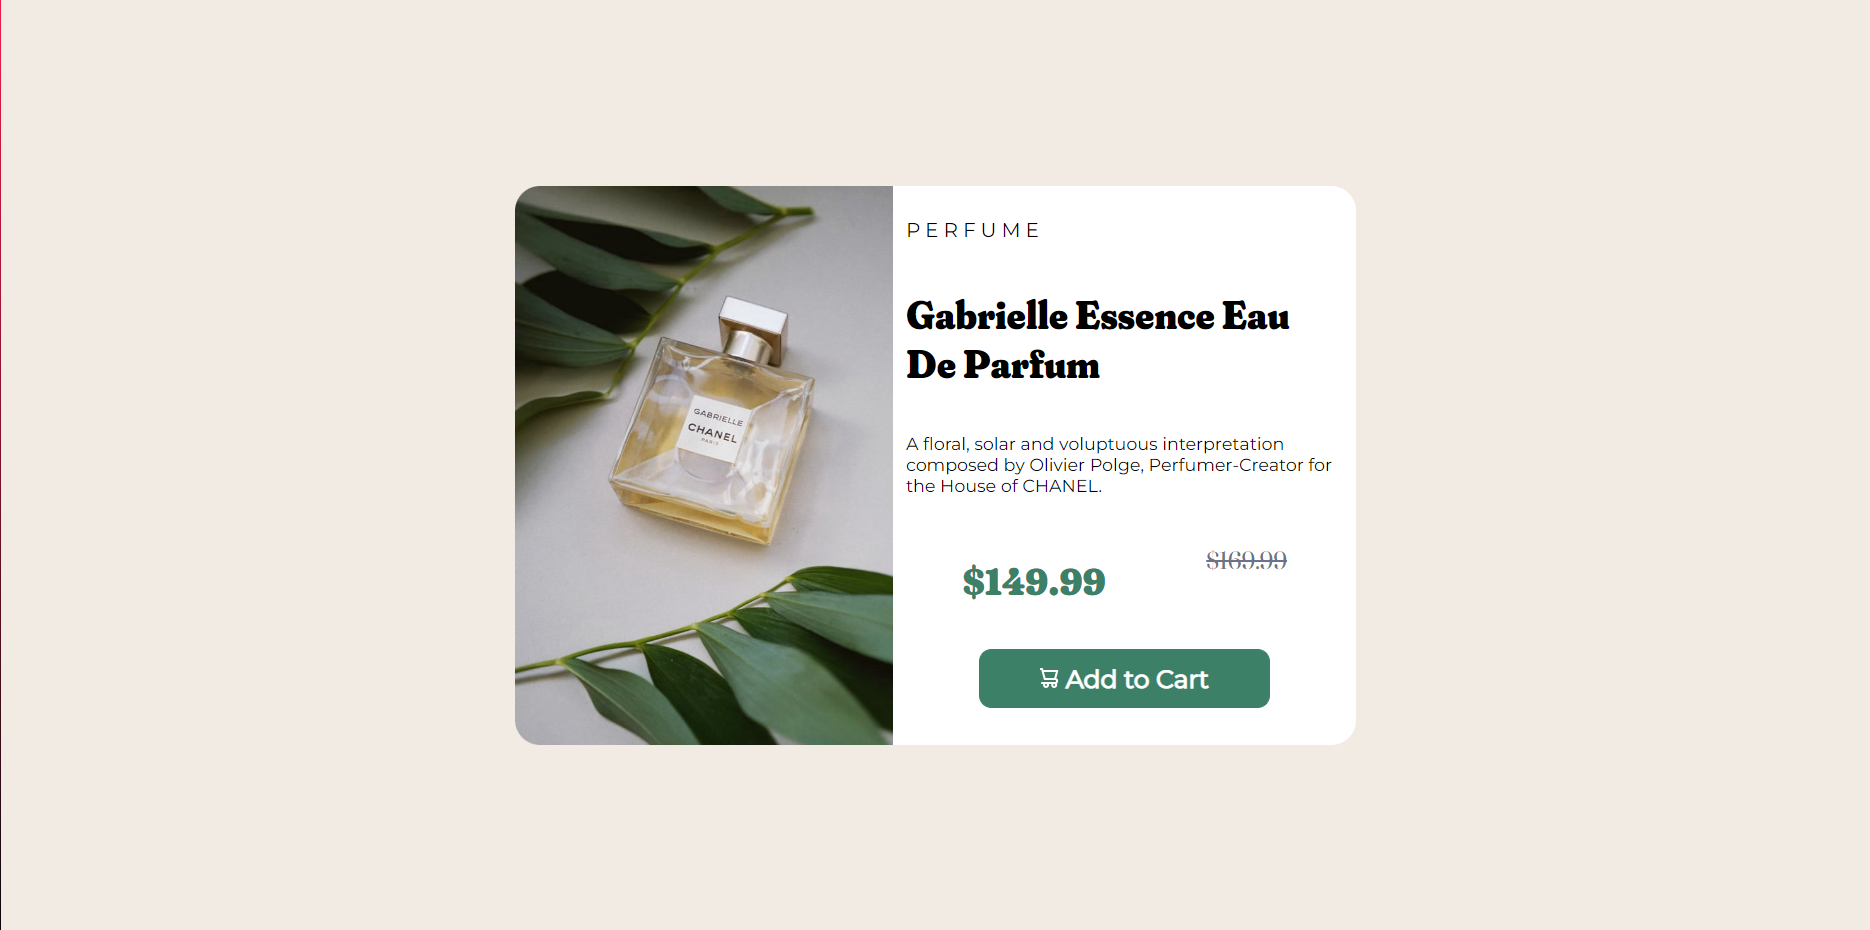 PERFUME
Gabrielle Essence Eau
De Parfum
GABRIELLE
CHANEL
PARIS
A floral, solar and voluptuous interpretation
composed by Olivier Polge, Perfumer-Creator for
the House of CHANEL.
$149.99
$169.99
Add to Cart